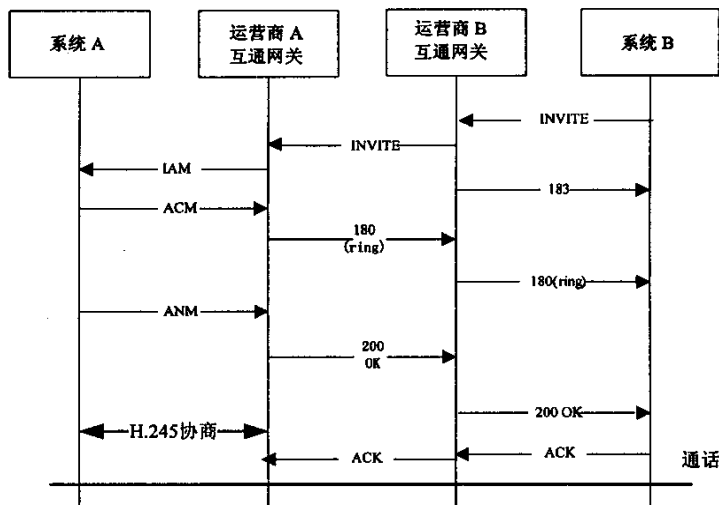 系统 A
运营商 A
互通网关
运营商 B
互通网关
系统 B
INVITE
INVITE
IAM
183
ACM
180
(ring)
180(ring)
ANM
200
OK
200 OK
H.245协商
ACK
ACK
通话